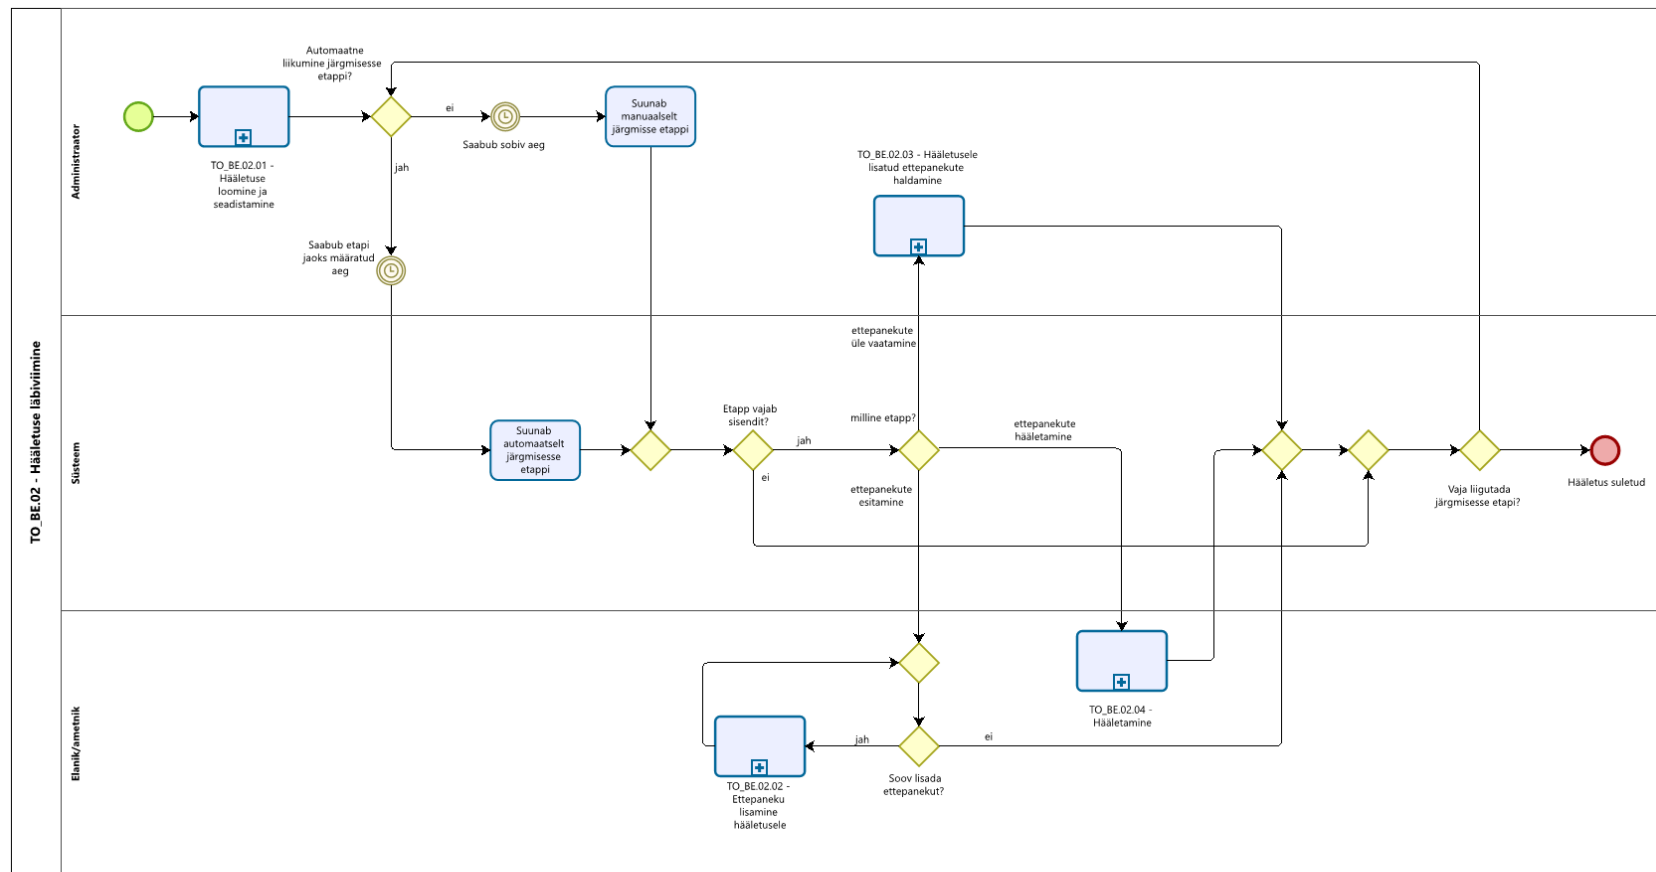 TO_BE.02 - Hääletuse läbiviimine
Administraator
Automaatne
liikumine järgmisesse
etappi?
TO_BE.02.01 -
Hääletuse
loomine ja
seadistamine
ei
jah
Saabub sobiv aeg
Suunab
manuaalselt
järgmisse etappi
Saabub etapi
jaoks määratud
aeg
TO_BE.02.03 - Hääletusele
lisatud ettepanekute
haldamine
Süsteem
ettepanekute
üle vaatamine
Suunab
automaatselt
järgmisesse
etappi
Etapp vajab
sisendit?
jah
ei
milline etapp?
ettepanekute
hääletamine
ettepanekute
esitamine
Vaja liigutada
järgmisesse etapi?
Hääletus suletud
Elanik/ametnik
TO_BE.02.04 -
Hääletamine
jah
ei
Soov lisada
ettepanekut?
TO_BE.02.02 -
Ettepaneku
lisamine
hääletusele